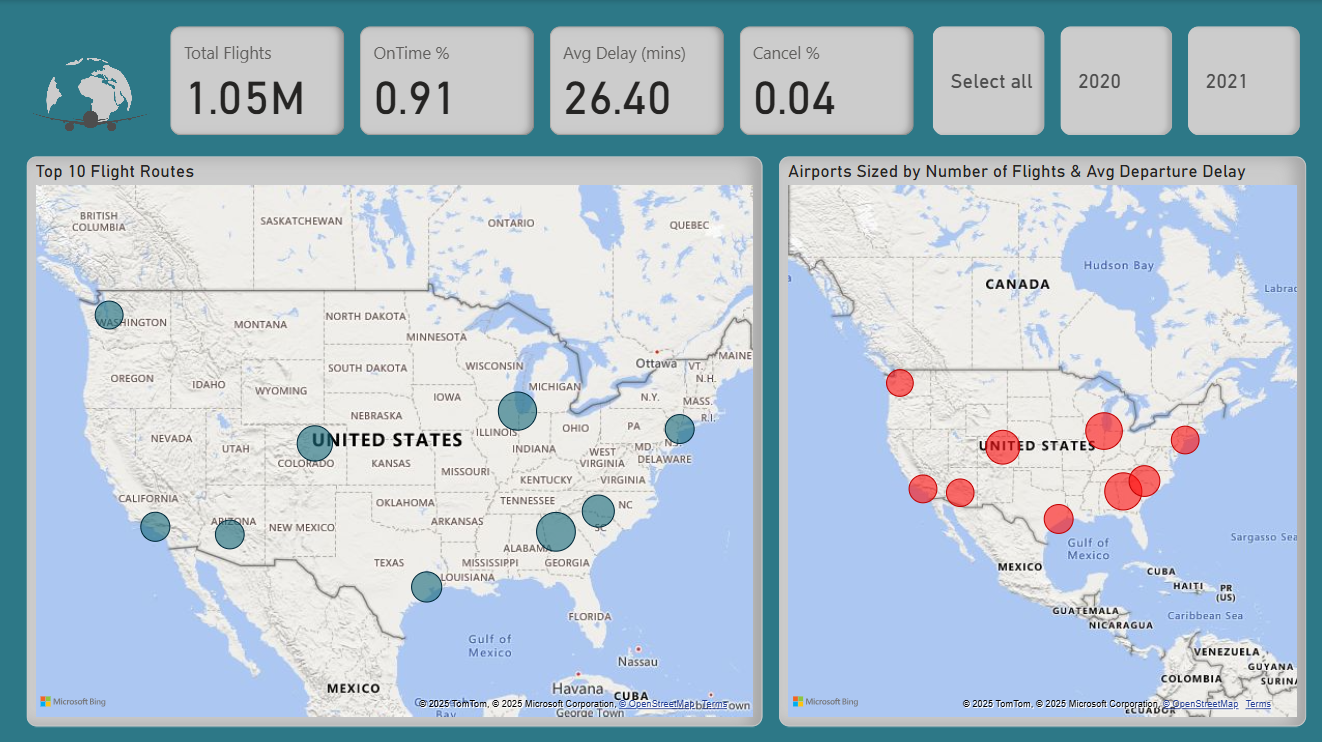 Total Flights
1.05M
OnTime %
0.91
Avg Delay (mins)
26.40
Cancel %
0.04
Select all
2020
2021
Top 10 Flight Routes
BRITISH
COLUMBIA
SASKATCHEWAN
ONTARIO
QUEBEC
WASHINGTON
MONTANA
NORTH DAKOTA
MINNESOTA
Ottawa
MAINE
OREGON
IDAHO
WYOMING
SOUTH DAKOTA
WISCONSIN
MICHIGAN
VT.
N.H.
N.Y.
MASS.
R.I.
IOWA
NEBRASKA
NEVADA
UTAH
COLORADO
UNITED STATES
ILLINOIS
INDIANA
OHIO
PA
MD
DELAWARE
WEST
VIRGINIA
KANSAS
MISSOURI
KENTUCKY
VIRGINIA
CALIFORNIA
ARIZONA
NEW MEXICO
OKLAHOMA
ARKANSAS
TENNESSEE
NC
SC
TEXAS
LOUISIANA
MISSISSIPPI
ALABAMA
GEORGIA
FLORIDA
Gulf of
Mexico
Nassau
MEXICO
Havana
CUBA
George Town
Microsoft Bing
© 2025 TomTom, © 2025 Microsoft Corporation, © OpenStreetMap Terms
Airports Sized by Number of Flights & Avg Departure Delay
Hudson Bay
CANADA
Labrac
UNITED STATES
Sargasso Sea
Gulf of
Mexico
MEXICO
CUBA
HAITI
PR
(US)
GUATEMALA
NICARAGUA
Caribbean Sea
VENEZUELA
GUYANA
SURINA
COLOMBIA
ECUADOR
Microsoft Bing
© 2025 TomTom, © 2025 Microsoft Corporation, © OpenStreetMap Terms